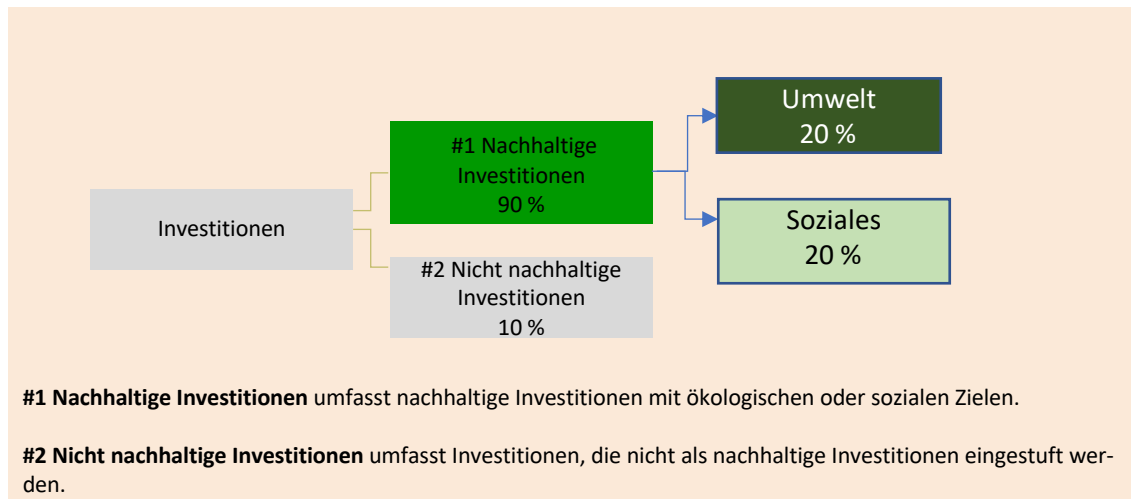 Umwelt
20 %
#1 Nachhaltige
Investitionen
90 %
Investitionen
Soziales
20 %
#2 Nicht nachhaltige
Investitionen
10 %
#1 Nachhaltige Investitionen umfasst nachhaltige Investitionen mit ökologischen oder sozialen Zielen.
#2 Nicht nachhaltige Investitionen umfasst Investitionen, die nicht als nachhaltige Investitionen eingestuft wer-
den.